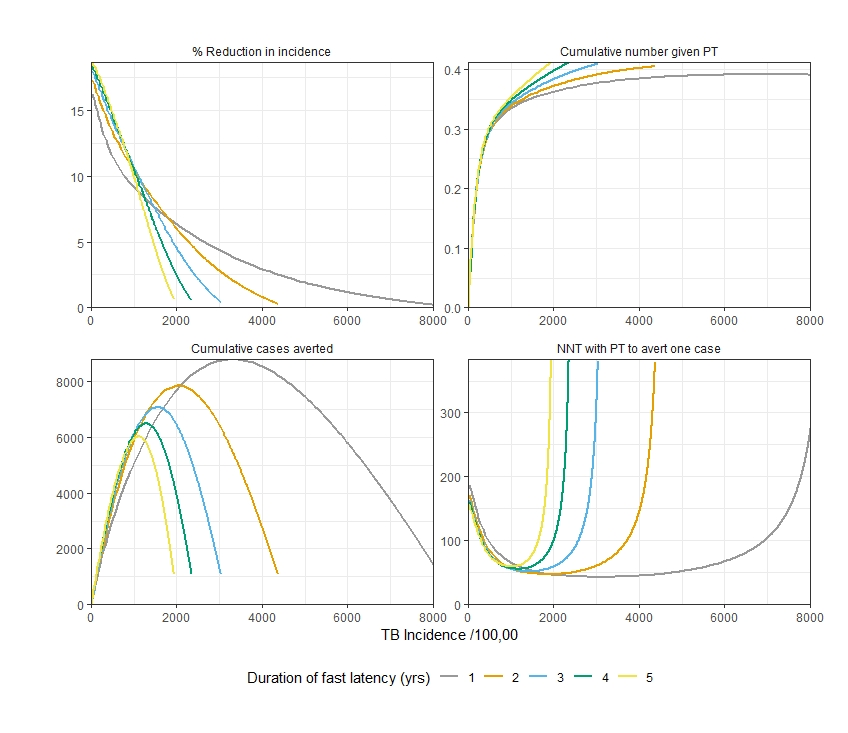 % Reduction in incidence
Cumulative number given PT
15
10
5
0
0 2000 4000 6000 8000
0.4
0.3
0.2
0.1
0.0
0 2000 4000 6000 8000
Cumulative cases averted
NNT with PT to avert one case
8000
6000
4000
2000
0
0 2000 4000 6000 8000
300
200
100
0
0 2000 4000 6000 8000
TB Incidence /100,00
Duration of fast latency (yrs) 1 2 3 4 5